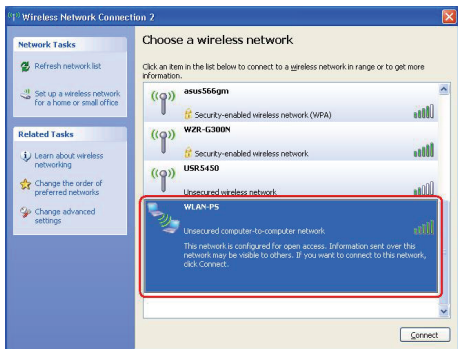 Wireless Network Connection 2
Network Tasks
Refresh network list
Set up a wireless network
for a home or small office
Related Tasks
Learn about wireless
networking
Change the order of
preferred networks
Change advanced
settings
Choose a wireless network
Click an item in the list below to connect to a wireless network in range or to get more
information.
asus566gm
Security-enabled wireless network (WPA)
WZR-G300N
Security-enabled wireless network
USR5450
Unsecured wireless network
WLAN-PS
Unsecured computer-to-computer network
This network is configured for open access. Information sent over this
network may be visible to others. If you want to connect to this network,
click Connect.
Connect